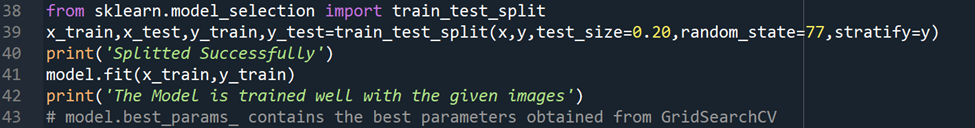 38 from sklearn.model_selection import train_test_split
39 x_train,x_test,y_train,y_test=train_test_split(x,y,test_size=0.20,random_state=77,stratify=y)
40 print('Splitted Successfully')
41 model.fit(x_train,y_train)
42 print('The Model is trained well with the given images')
43 # model.best_params_ contains the best parameters obtained from GridSearchCV